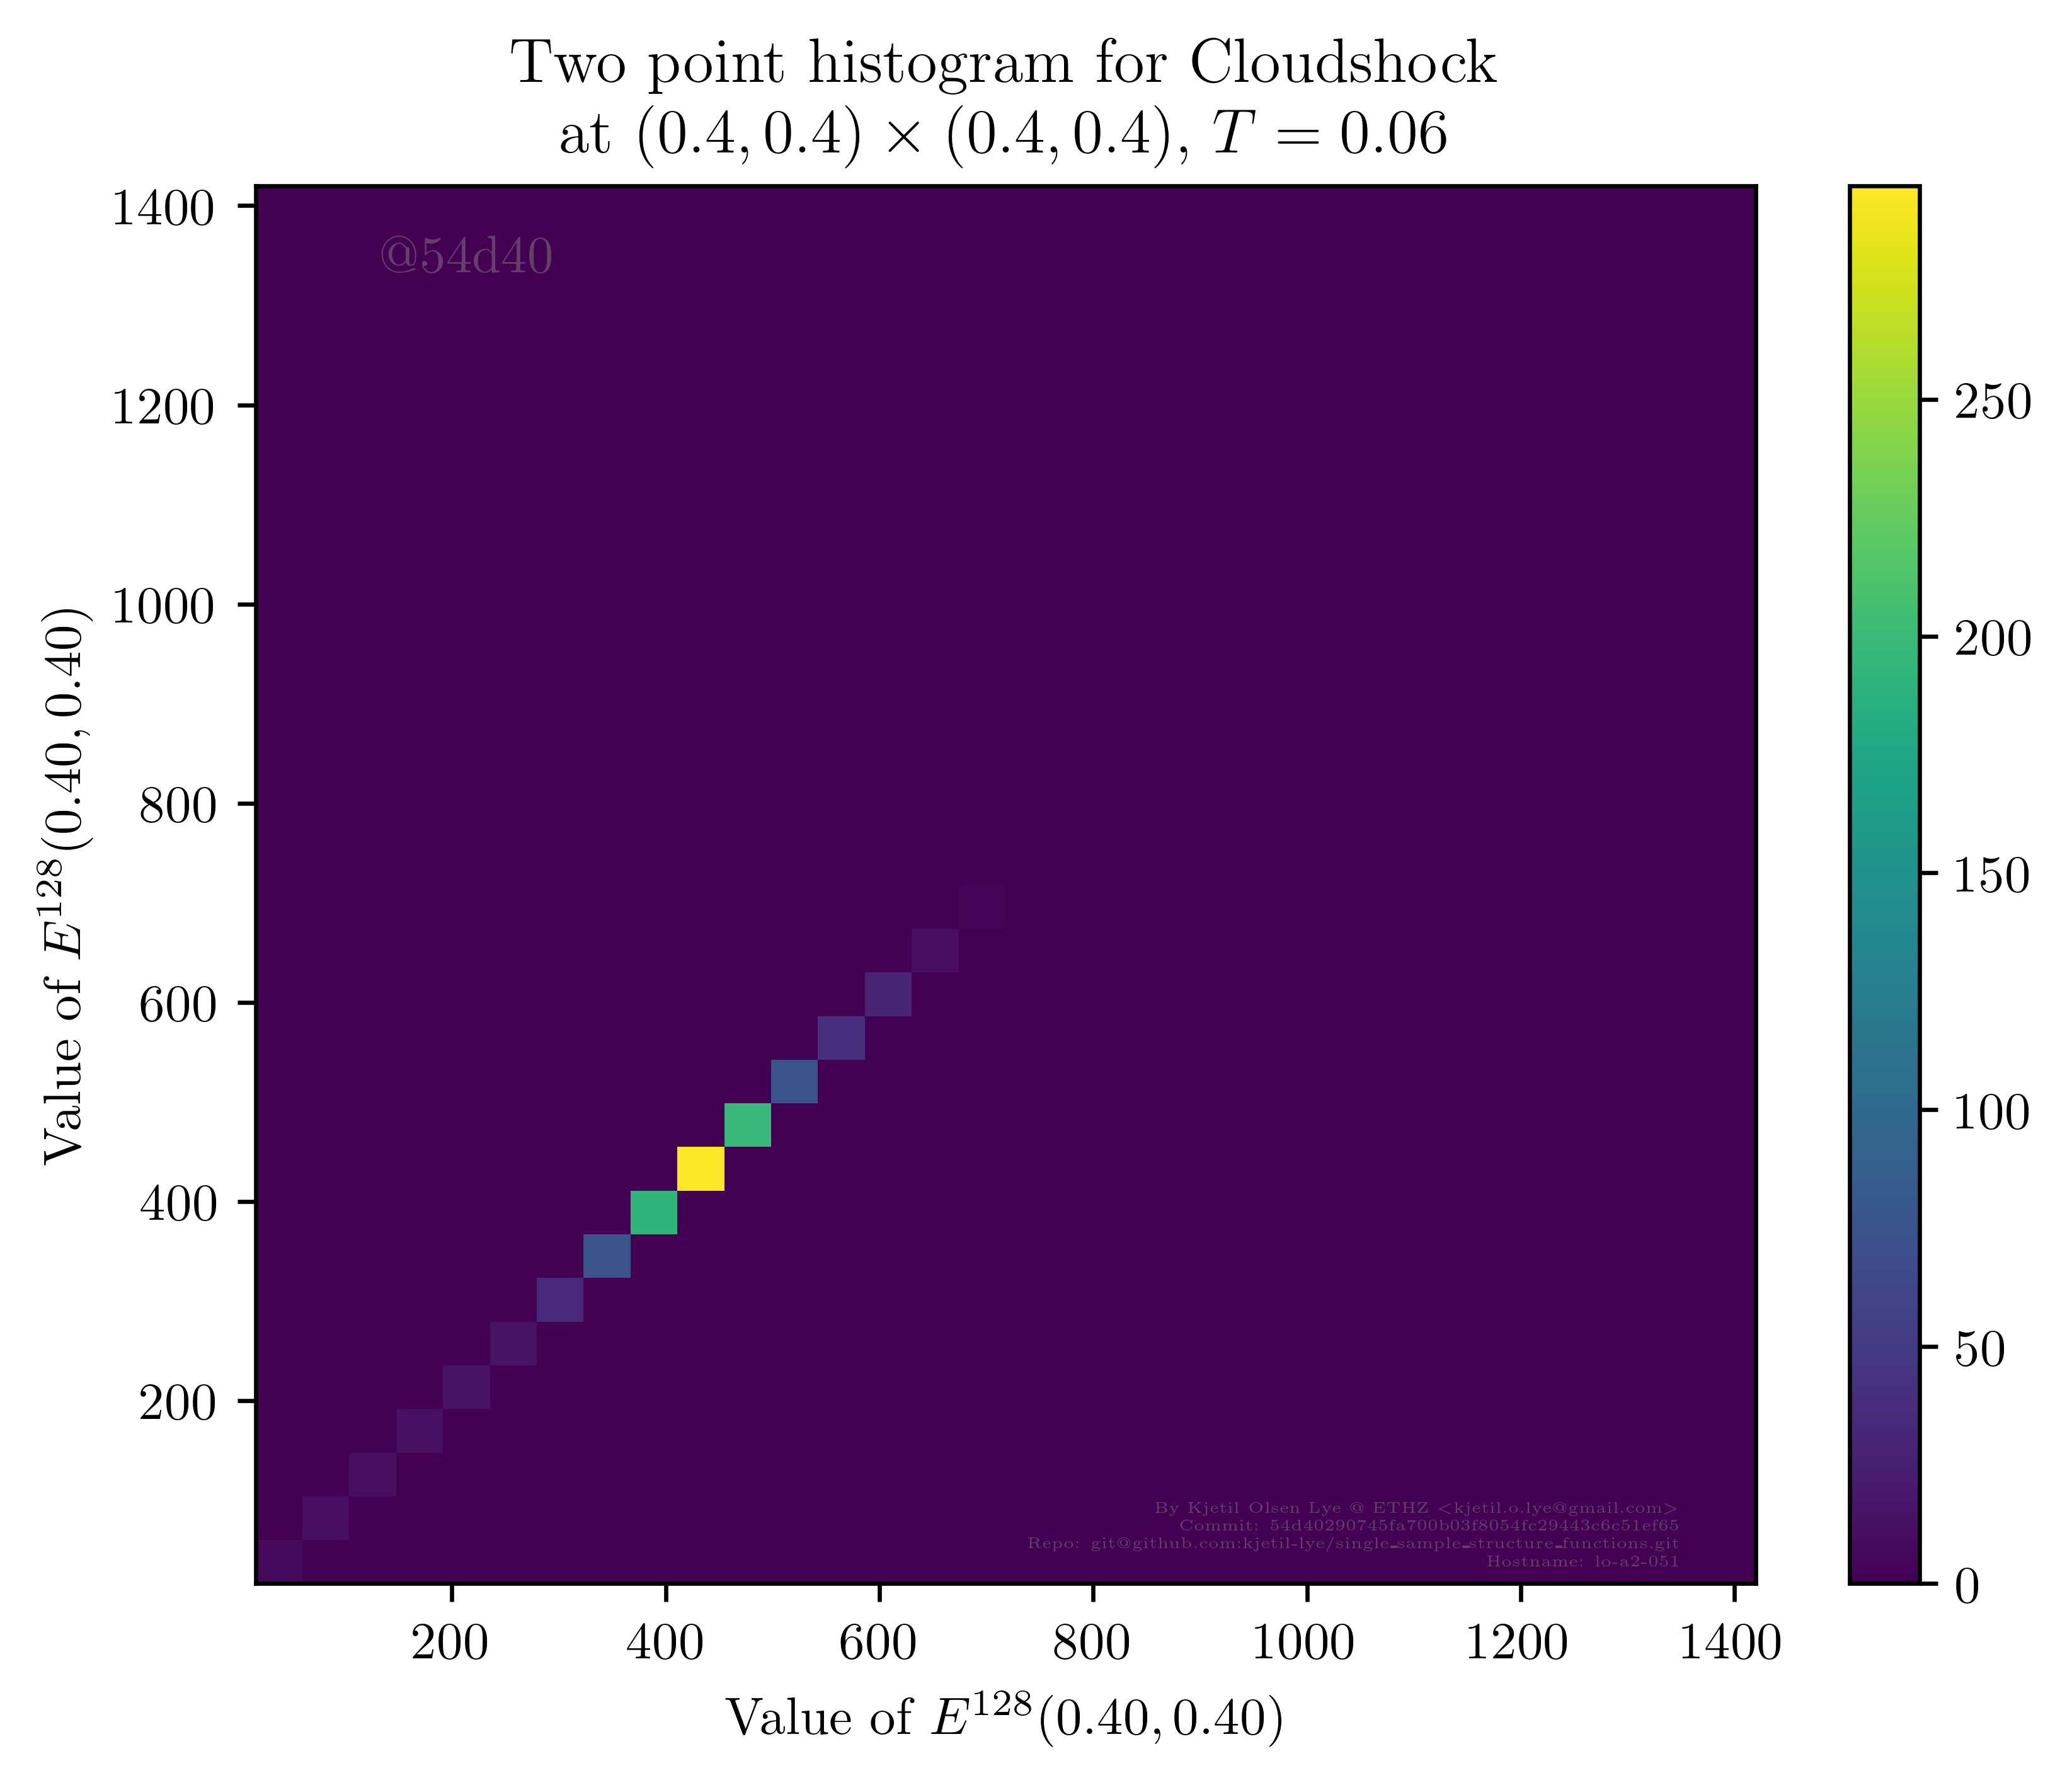 Two point histogram for Cloudshock
at (0.4, 0.4) × (0.4, 0.4), T = 0.06
@54d40
1400
1200
1000
800
600
400
200
Value of E^128(0.40, 0.40)
250
200
150
100
50
0
By Kjetil Olsen Lye @ ETHZ <kjetil.o.lye@gmail.com>
Commit: 54d40290745fa700b03f8054fc29443c6c51ef65
Repo: git@github.com:kjetil-lye/single_sample_structure_functions.git
Hostname: lo-a2-051
200 400 600 800 1000 1200 1400
Value of E^128(0.40, 0.40)